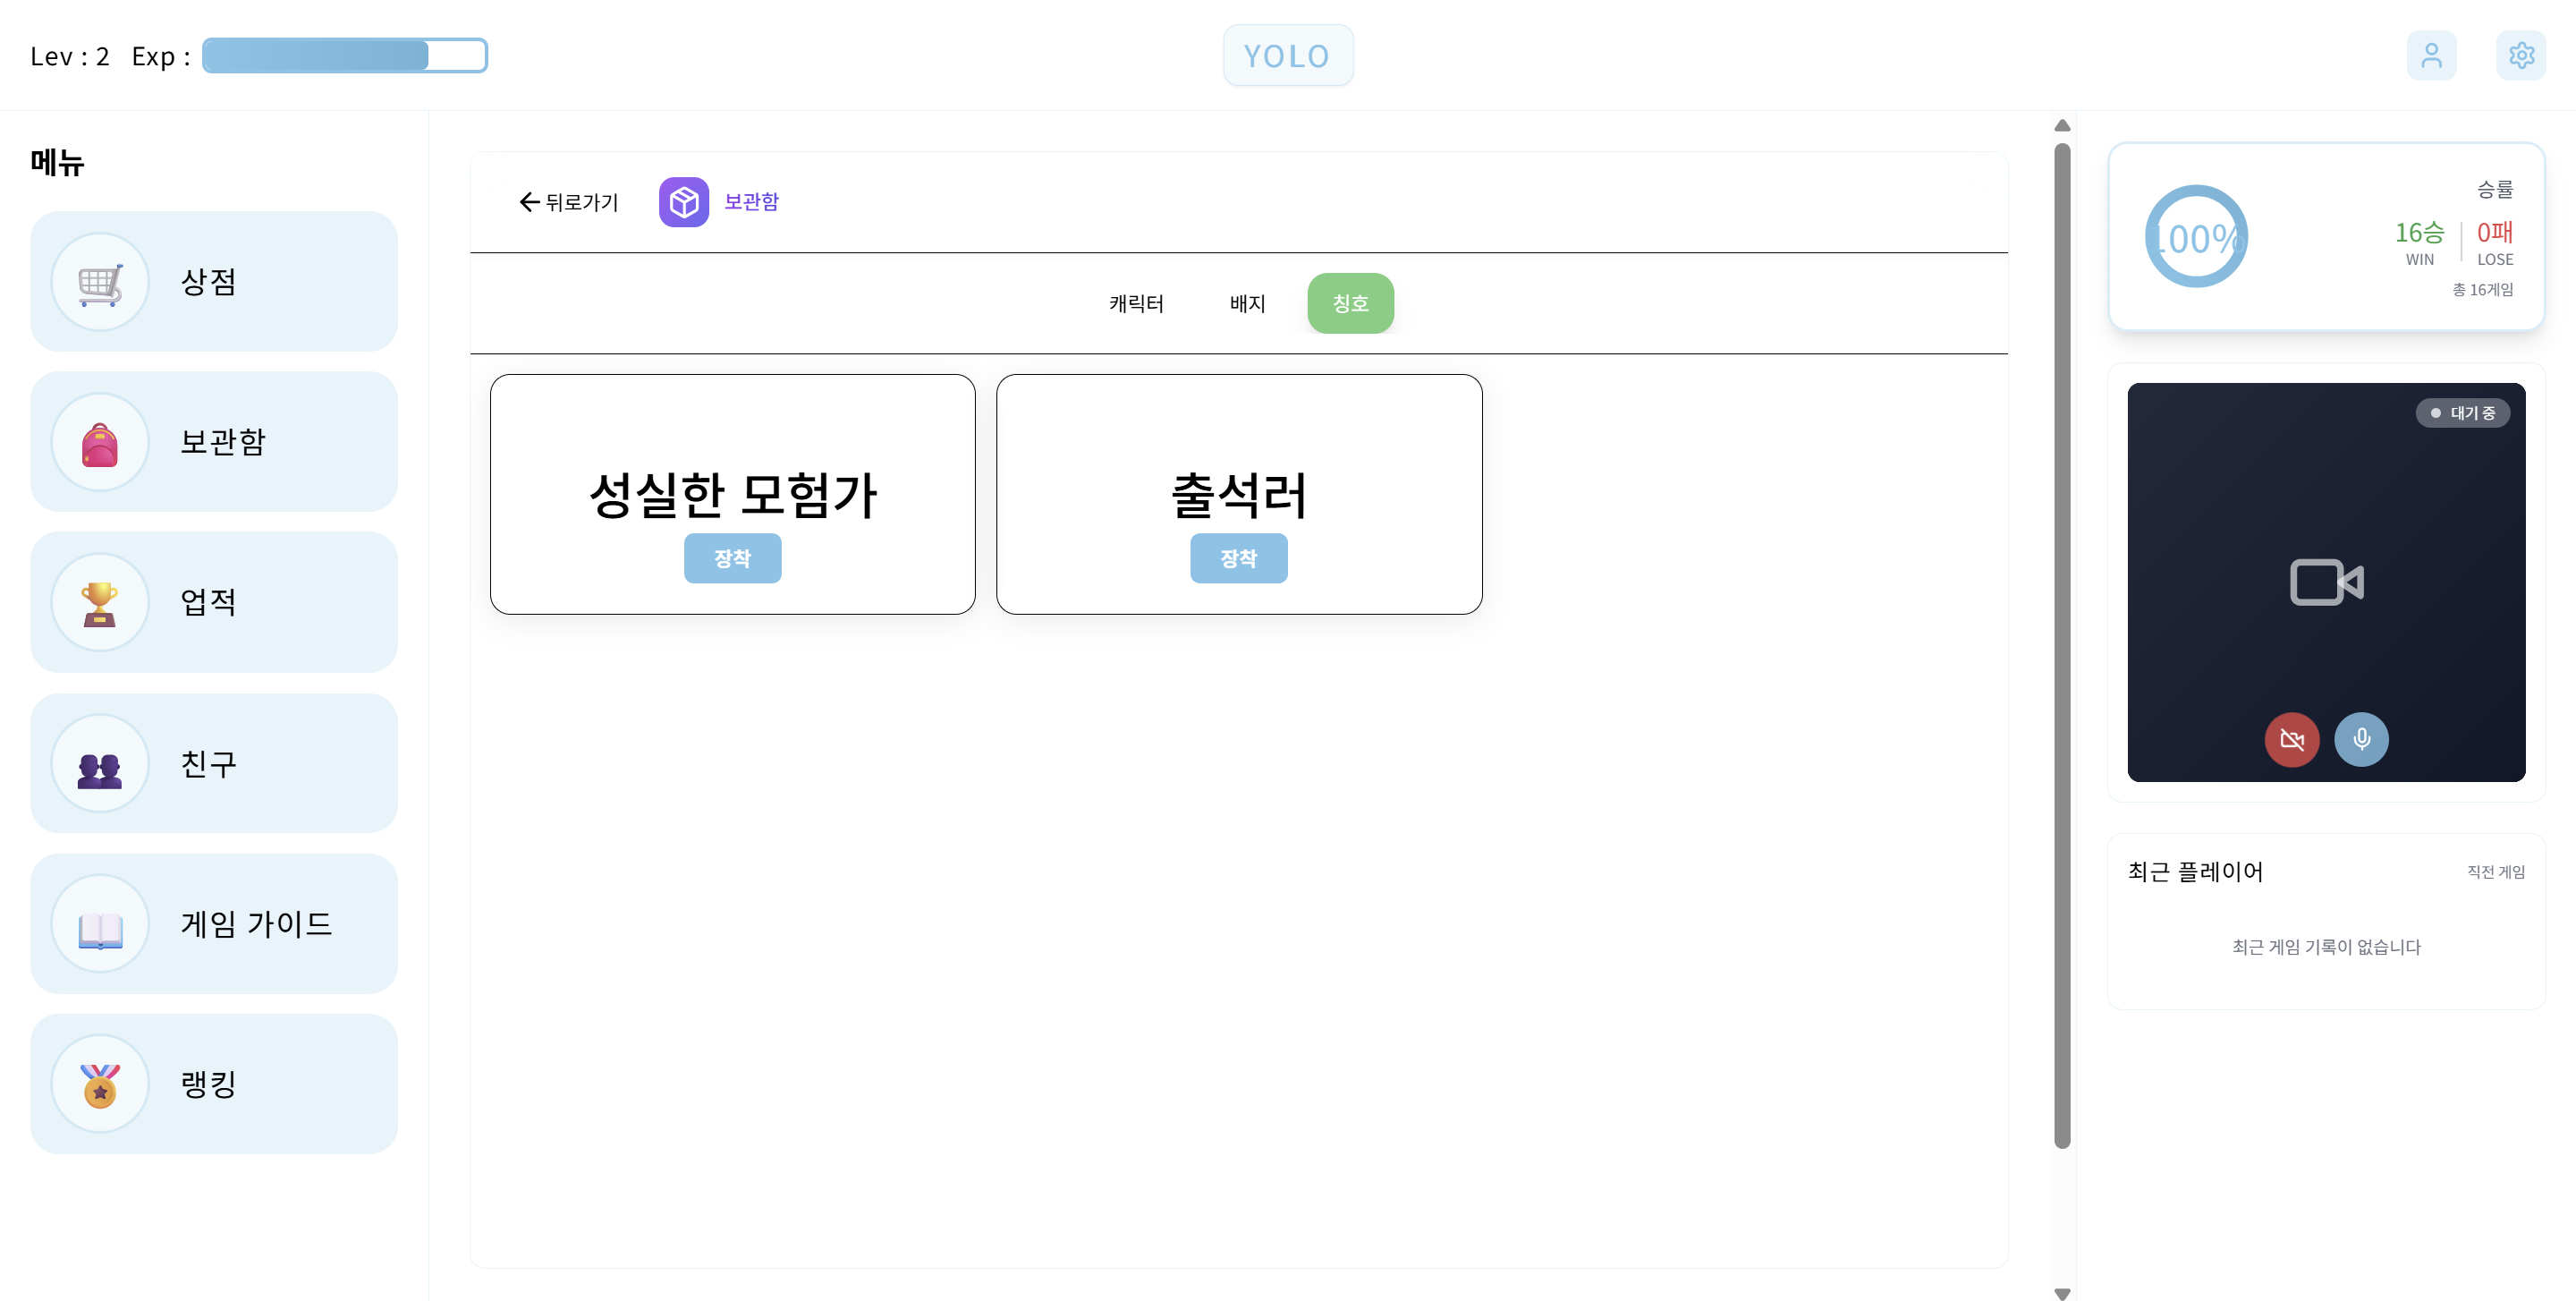 Lev : 2 Exp :
YOLO
메뉴
상점
보관함
업적
친구
게임 가이드
랭킹
뒤로가기
보관함
캐릭터 배지 칭호
성실한 모험가
장착
출석러
장착
100%
승률
16승 0패
WIN LOSE
총 16게임
대기 중
최근 플레이어 직전 게임
최근 게임 기록이 없습니다